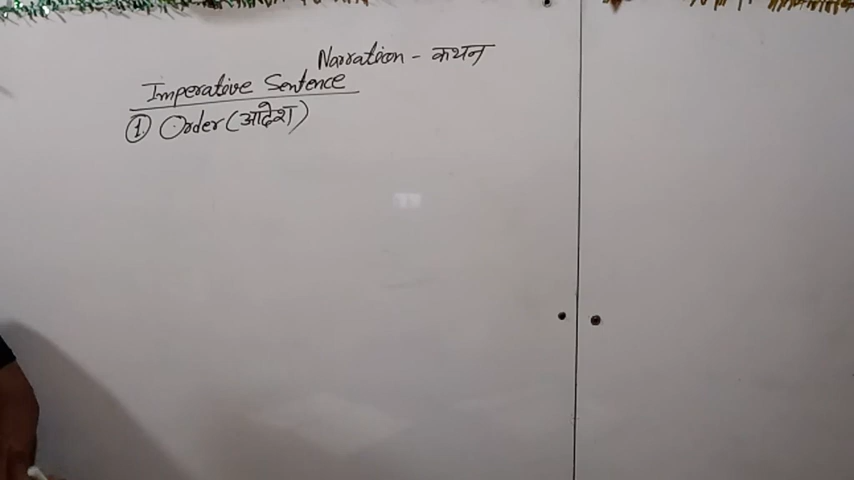 Narration - कथन
Imperative Sentence
① Order (आदेश)